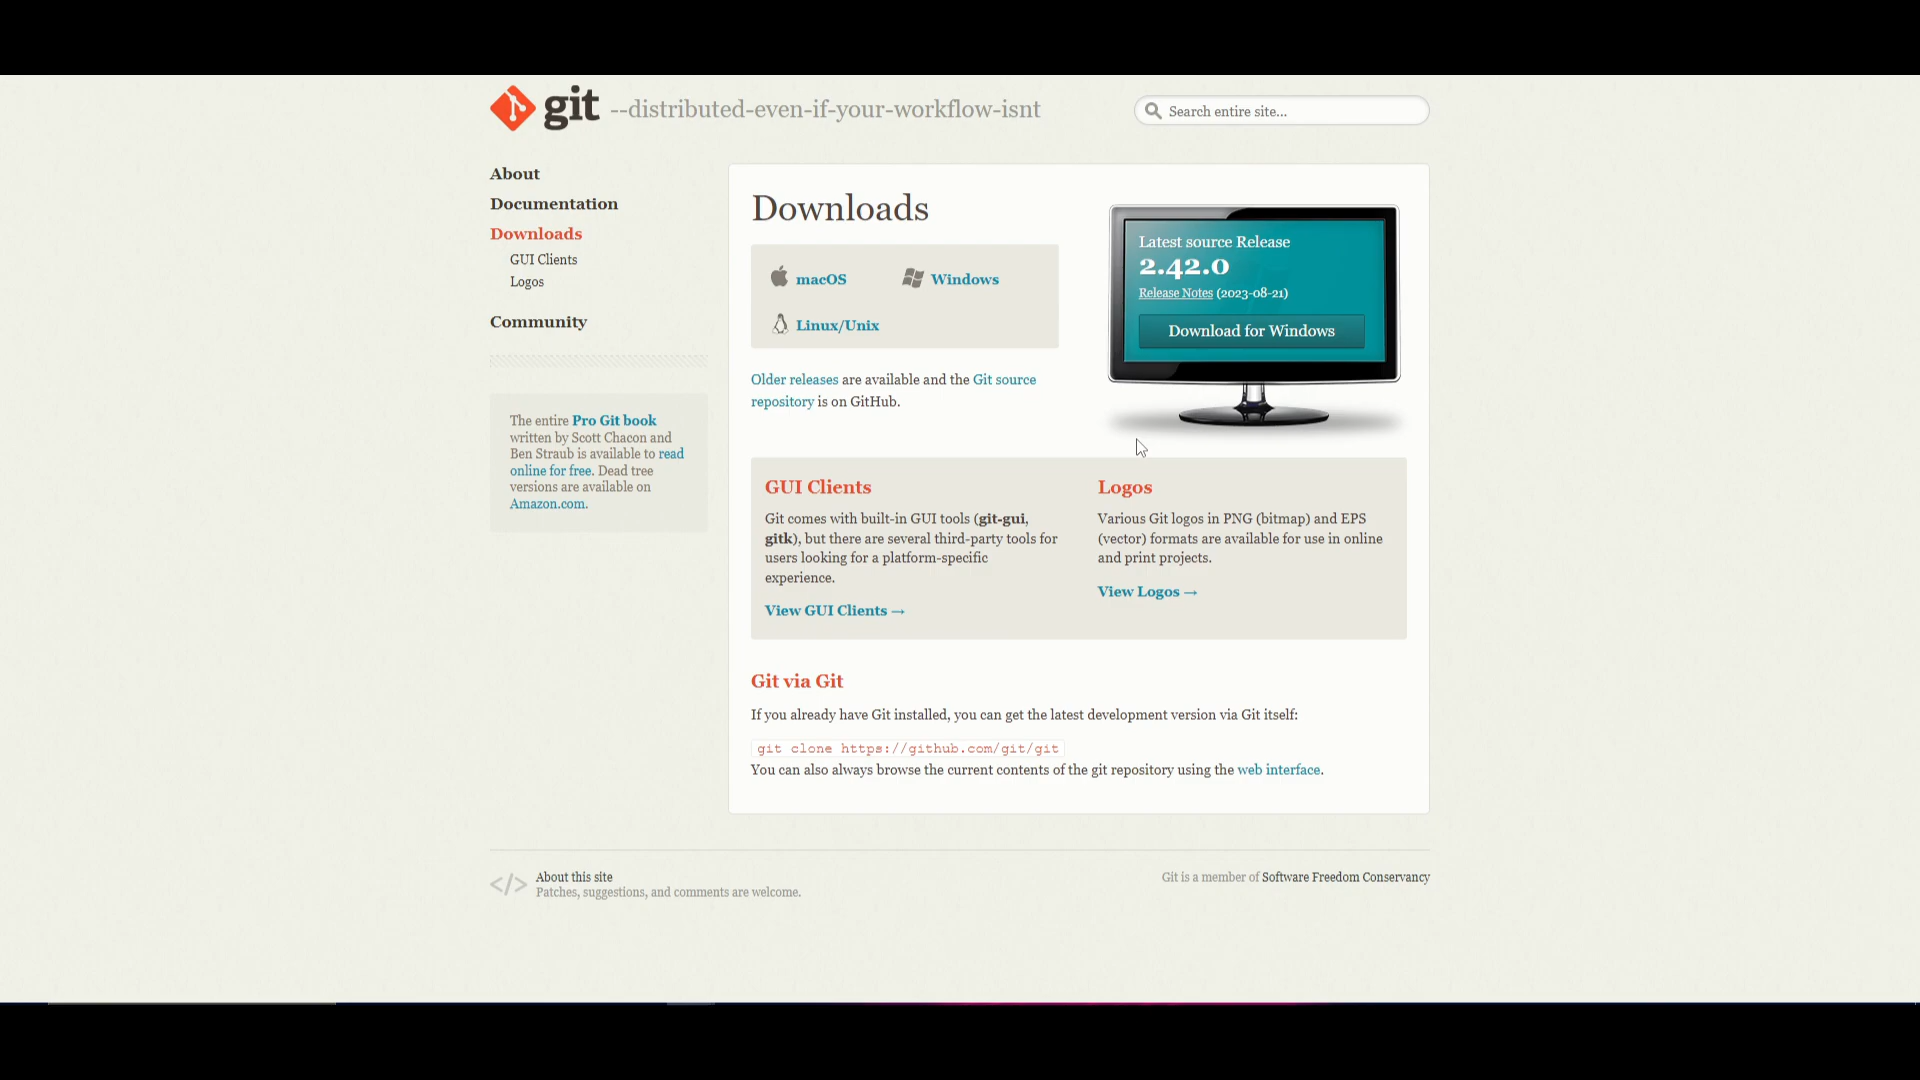 git --distributed-even-if-your-workflow-isnt
Search entire site...
About
Documentation
Downloads
GUI Clients
Logos
Community
The entire Pro Git book
written by Scott Chacon and
Ben Straub is available to read
online for free. Dead tree
versions are available on
Amazon.com.
Downloads
macOS
Windows
Linux/Unix
Older releases are available and the Git source
repository is on GitHub.
Latest source Release
2.42.0
Release Notes (2023-08-21)
Download for Windows
GUI Clients
Git comes with built-in GUI tools (git-gui,
gitk), but there are several third-party tools for
users looking for a platform-specific
experience.
View GUI Clients →
Logos
Various Git logos in PNG (bitmap) and EPS
(vector) formats are available for use in online
and print projects.
View Logos →
Git via Git
If you already have Git installed, you can get the latest development version via Git itself:
git clone https://github.com/git/git
You can also always browse the current contents of the git repository using the web interface.
</> About this site
Patches, suggestions, and comments are welcome.
Git is a member of Software Freedom Conservancy